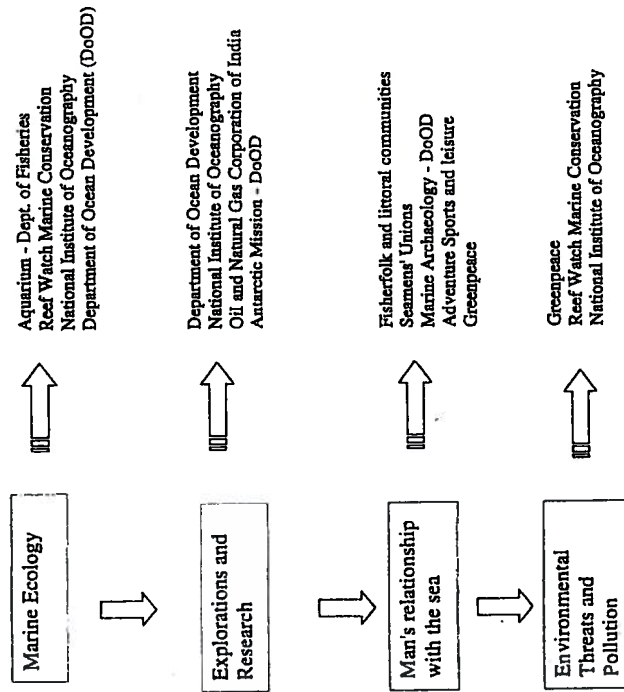 Marine Ecology
Aquarium - Dept. of Fisheries
Reef Watch Marine Conservation
National Institute of Oceanography
Department of Ocean Development (DoOD)
Explorations and
Research
Department of Ocean Development
National Institute of Oceanography
Oil and Natural Gas Corporation of India
Antarctic Mission - DoOD
Man's relationship
with the sea
Fisherfolk and littoral communities
Seamens' Unions
Marine Archaeology - DoOD
Adventure Sports and leisure
Greenpeace
Environmental
Threats and
Pollution
Greenpeace
Reef Watch Marine Conservation
National Institute of Oceanography